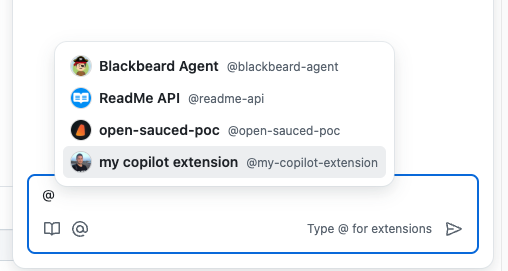 Blackbeard Agent @blackbeard-agent
ReadMe API @readme-api
open-sauced-poc @open-sauced-poc
my copilot extension @my-copilot-extension
@
Type @ for extensions